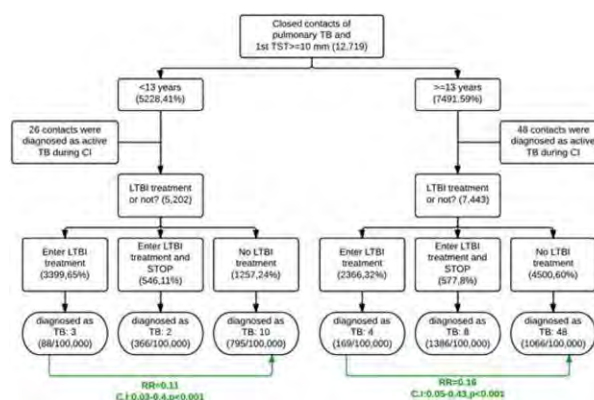 Closed contacts of
pulmonary TB and
1st TST>=10 mm (12,719)
<13 years
(5228,41%)
>=13 years
(7491.59%)
26 contacts were
diagnosed as active
TB during CI
48 contacts were
diagnosed as active
TB during CI
LTBI treatment
or not? (5,202)
LTBI treatment
or not? (7,443)
Enter LTBI
treatment
(3399,65%)
Enter LTBI
treatment and
STOP
(546,11%)
No LTBI
treatment
(1257,24%)
Enter LTBI
treatment
(2366,32%)
Enter LTBI
treatment and
STOP
(577,8%)
No LTBI
treatment
(4500,60%)
diagnosed as
TB: 3
(88/100,000)
diagnosed as
TB: 2
(366/100,000)
diagnosed as
TB: 10
(795/100,000)
diagnosed as
TB: 4
(169/100,000)
diagnosed as
TB: 8
(1386/100,000)
diagnosed as
TB: 48
(1066/100,000)
RR=0.11
C.I:0.03-0.4,p<0.001
RR=0.16
C.I:0.05-0.43,p<0.001